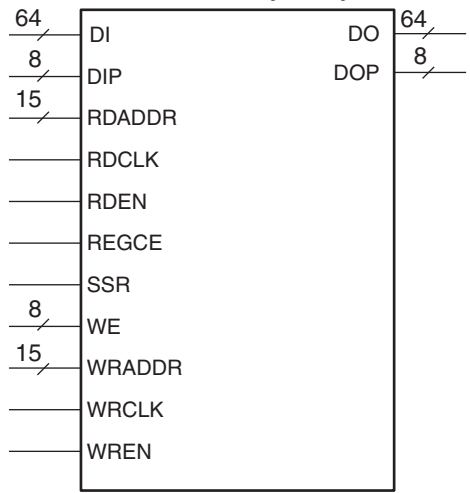 64 DI DO 64
8 DIP DOP 8
15 RDADDR
RDCLK
RDEN
REGCE
SSR
8 WE
15 WRADDR
WRCLK
WREN